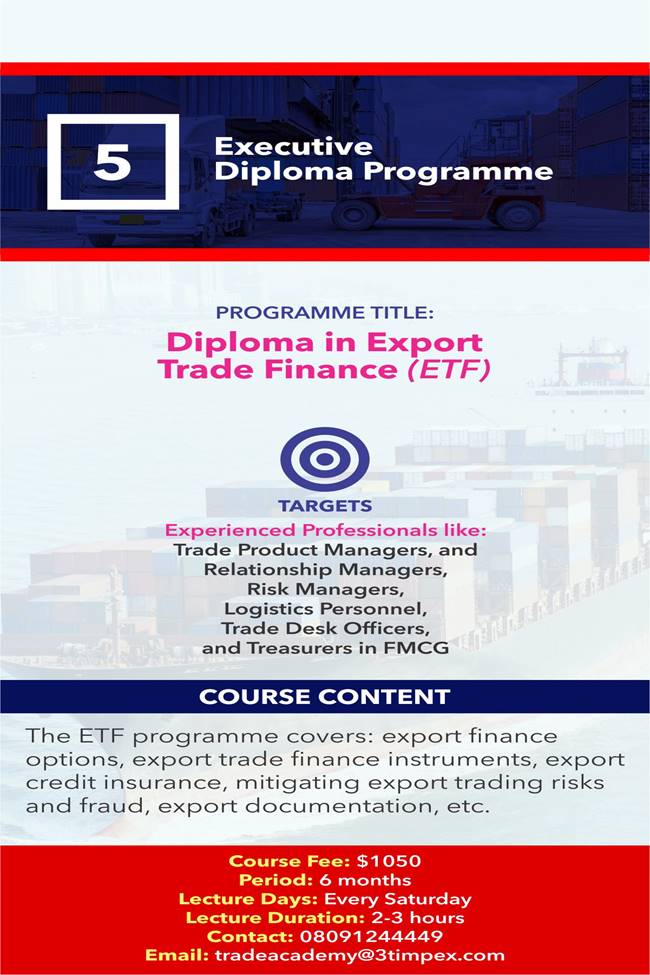 5
Executive
Diploma Programme
PROGRAMME TITLE:
Diploma in Export
Trade Finance (ETF)
TARGETS
Experienced Professionals like:
Trade Product Managers, and
Relationship Managers,
Risk Managers,
Logistics Personnel,
Trade Desk Officers,
and Treasurers in FMCG
COURSE CONTENT
The ETF programme covers: export finance
options, export trade finance instruments, export
credit insurance, mitigating export trading risks
and fraud, export documentation, etc.
Course Fee: $1050
Period: 6 months
Lecture Days: Every Saturday
Lecture Duration: 2-3 hours
Contact: 08091244449
Email: tradeacademy@3timpex.com